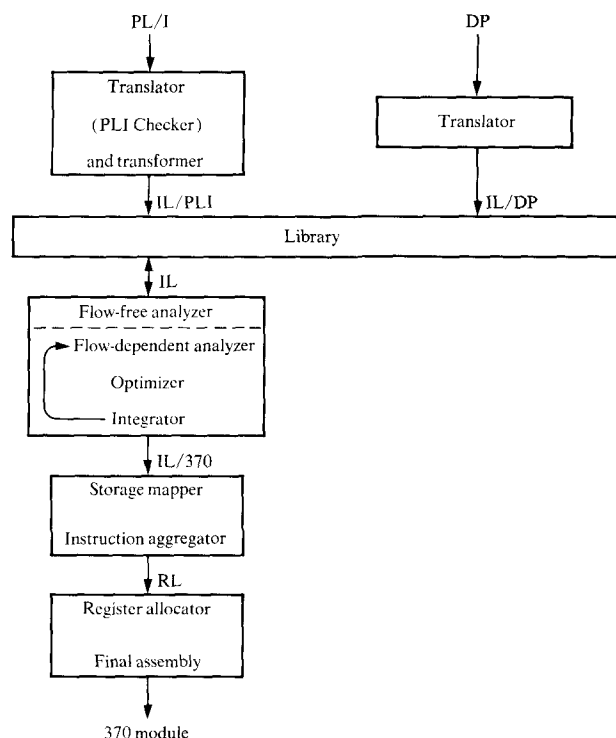 PL/I
DP
Translator
(PLI Checker)
and transformer
Translator
IL/PLI
IL/DP
Library
IL
Flow-free analyzer
Flow-dependent analyzer
Optimizer
Integrator
IL/370
Storage mapper
Instruction aggregator
RL
Register allocator
Final assembly
370 module